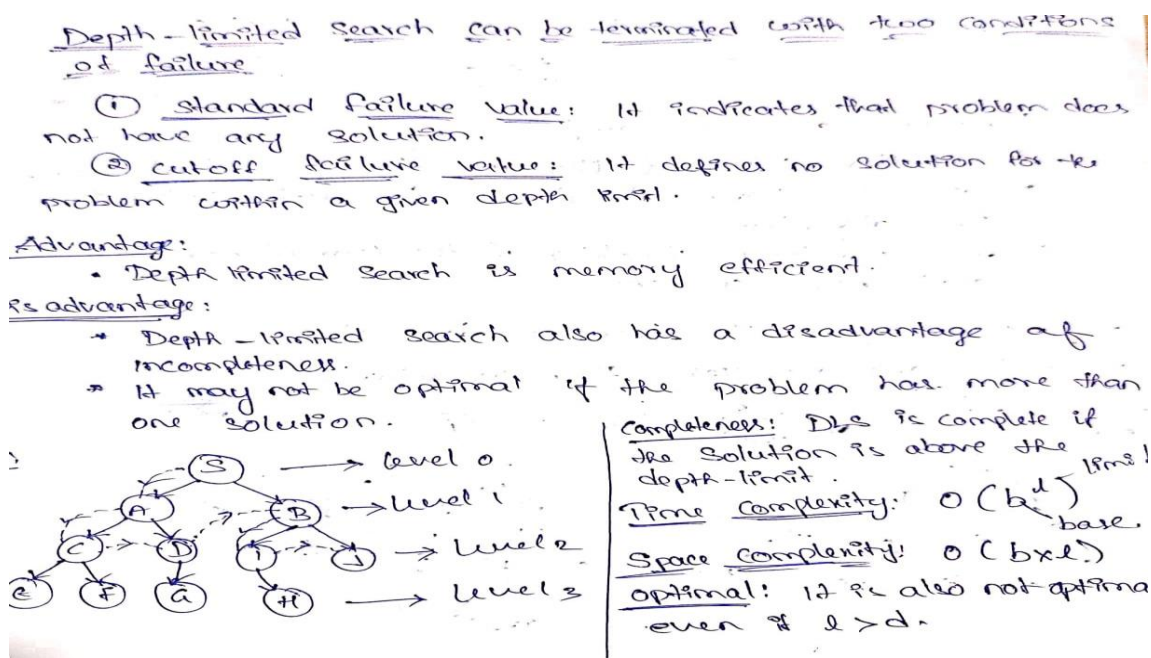 Depth-limited search can be terminated with two conditions
of failure
① standard failure value: It indicates that problem does
not have any solution.
② cutoff failure value: It defines no solution for the
problem within a given depth limit.
Advantage:
• Depth limited search is memory efficient.
isadvantage:
• Depth-limited search also has a disadvantage of
incompleteness.
• It may not be optimal if the problem has more than
one solution.
S → level 0
A B → level 1
C D I J → level 2
E F G H → level 3
completeness: DLS is complete if
the solution is above the
depth-limit.
limit
Time complexity: O(b^l)
base
Space complexity: O(b×l)
optimal: It is also not optima
even if l>d.